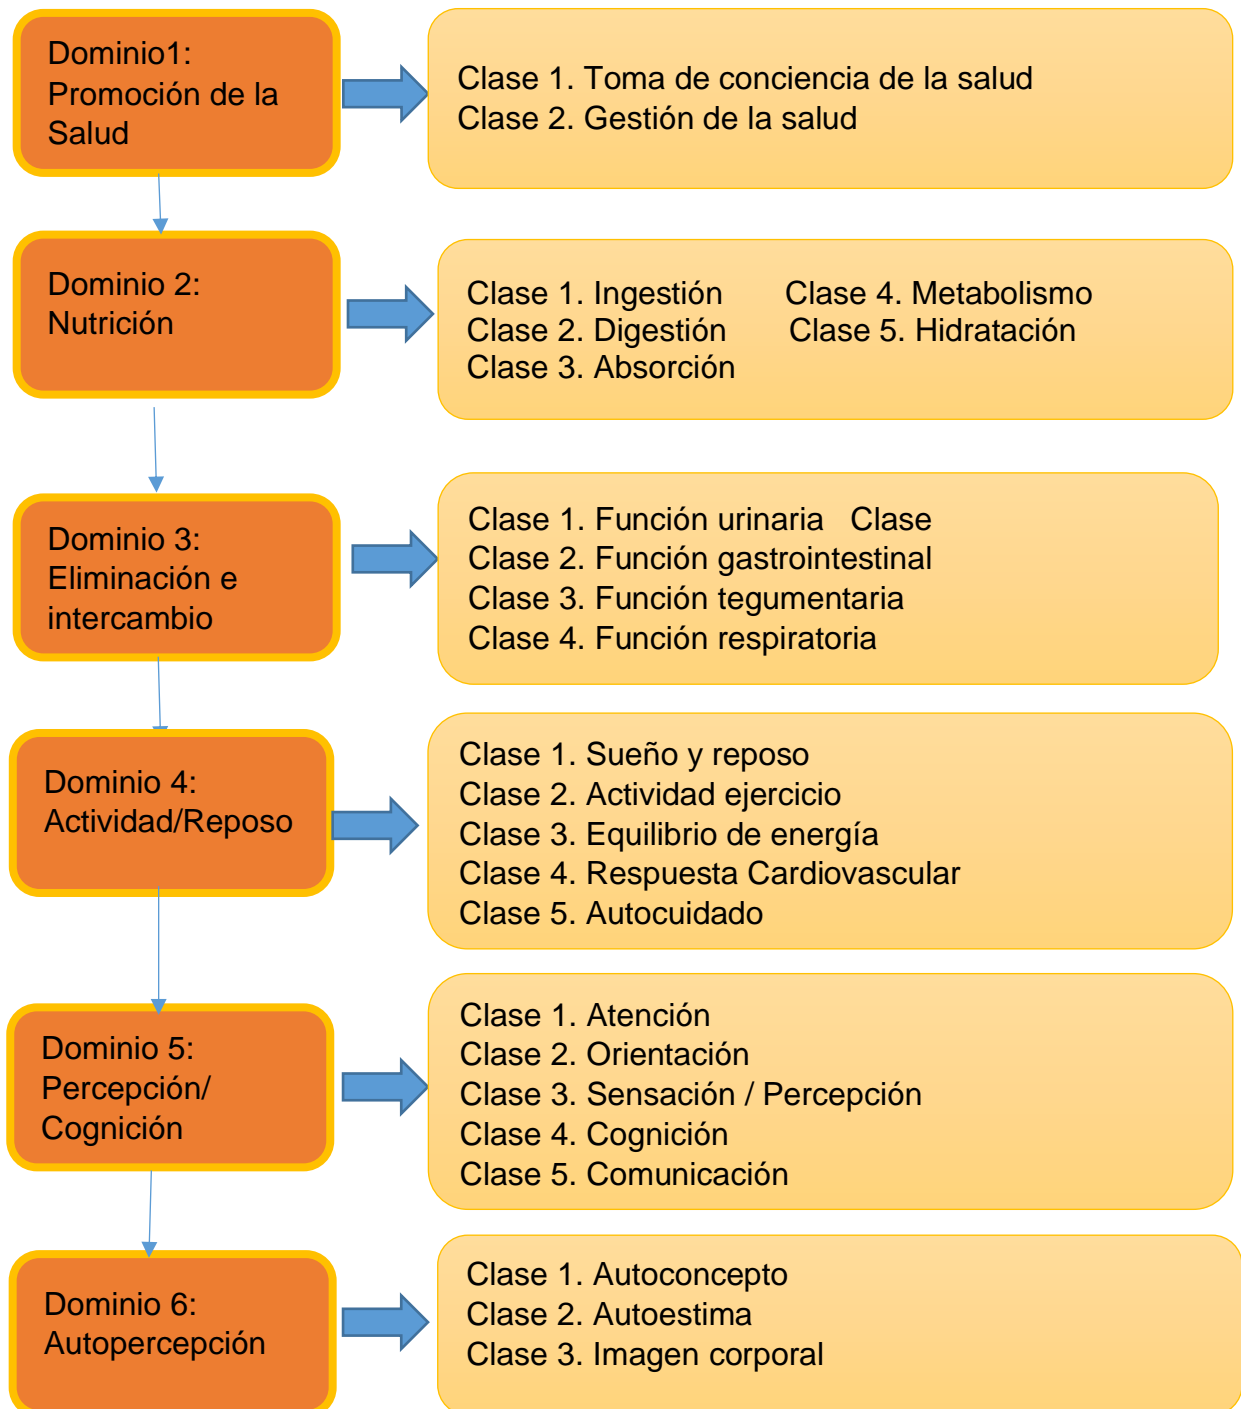 Dominio1:
Promoción de la
Salud
Clase 1. Toma de conciencia de la salud
Clase 2. Gestión de la salud
Dominio 2:
Nutrición
Clase 1. Ingestión Clase 4. Metabolismo
Clase 2. Digestión Clase 5. Hidratación
Clase 3. Absorción
Dominio 3:
Eliminación e
intercambio
Clase 1. Función urinaria Clase
Clase 2. Función gastrointestinal
Clase 3. Función tegumentaria
Clase 4. Función respiratoria
Dominio 4:
Actividad/Reposo
Clase 1. Sueño y reposo
Clase 2. Actividad ejercicio
Clase 3. Equilibrio de energía
Clase 4. Respuesta Cardiovascular
Clase 5. Autocuidado
Dominio 5:
Percepción/
Cognición
Clase 1. Atención
Clase 2. Orientación
Clase 3. Sensación / Percepción
Clase 4. Cognición
Clase 5. Comunicación
Dominio 6:
Autopercepción
Clase 1. Autoconcepto
Clase 2. Autoestima
Clase 3. Imagen corporal